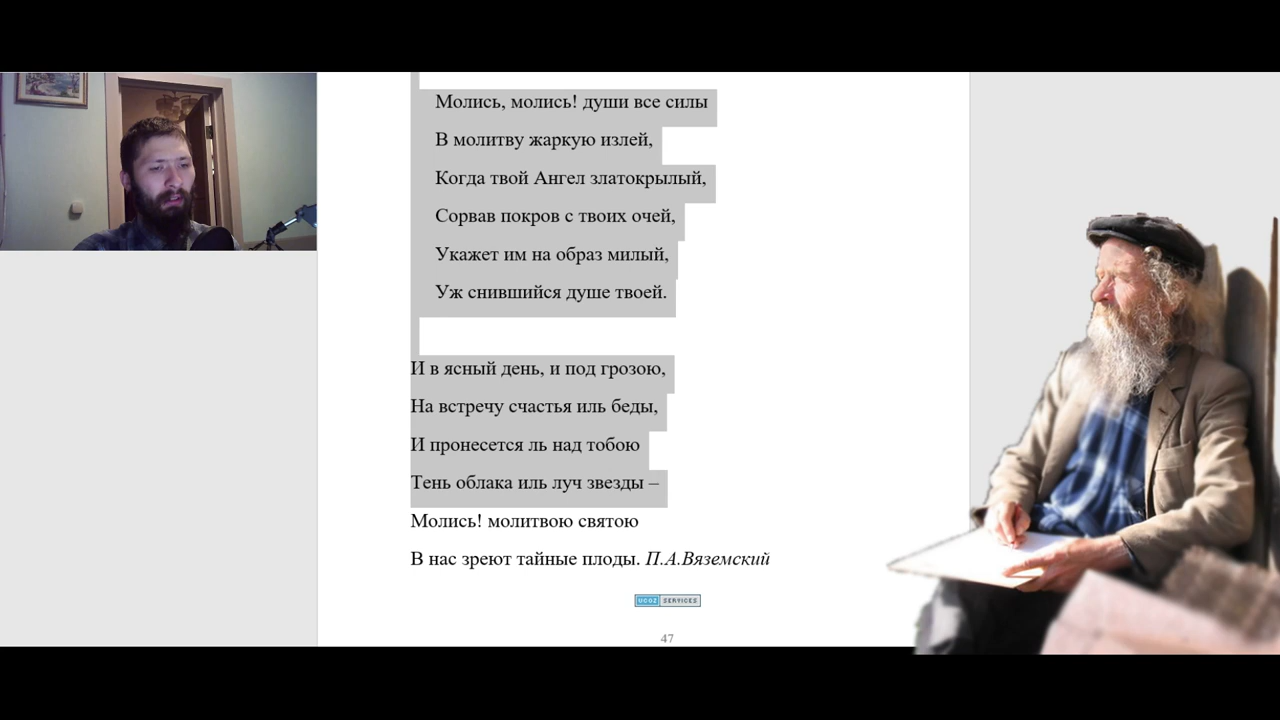 Молись, молись! души все силы
В молитву жаркую излей,
Когда твой Ангел златокрылый,
Сорвав покров с твоих очей,
Укажет им на образ милый,
Уж снившийся душе твоей.
И в ясный день, и под грозою,
На встречу счастья иль беды,
И пронесется ль над тобою
Тень облака иль луч звезды –
Молись! молитвою святою
В нас зреют тайные плоды. П.А.Вяземский
UCOZ SERVICES
47